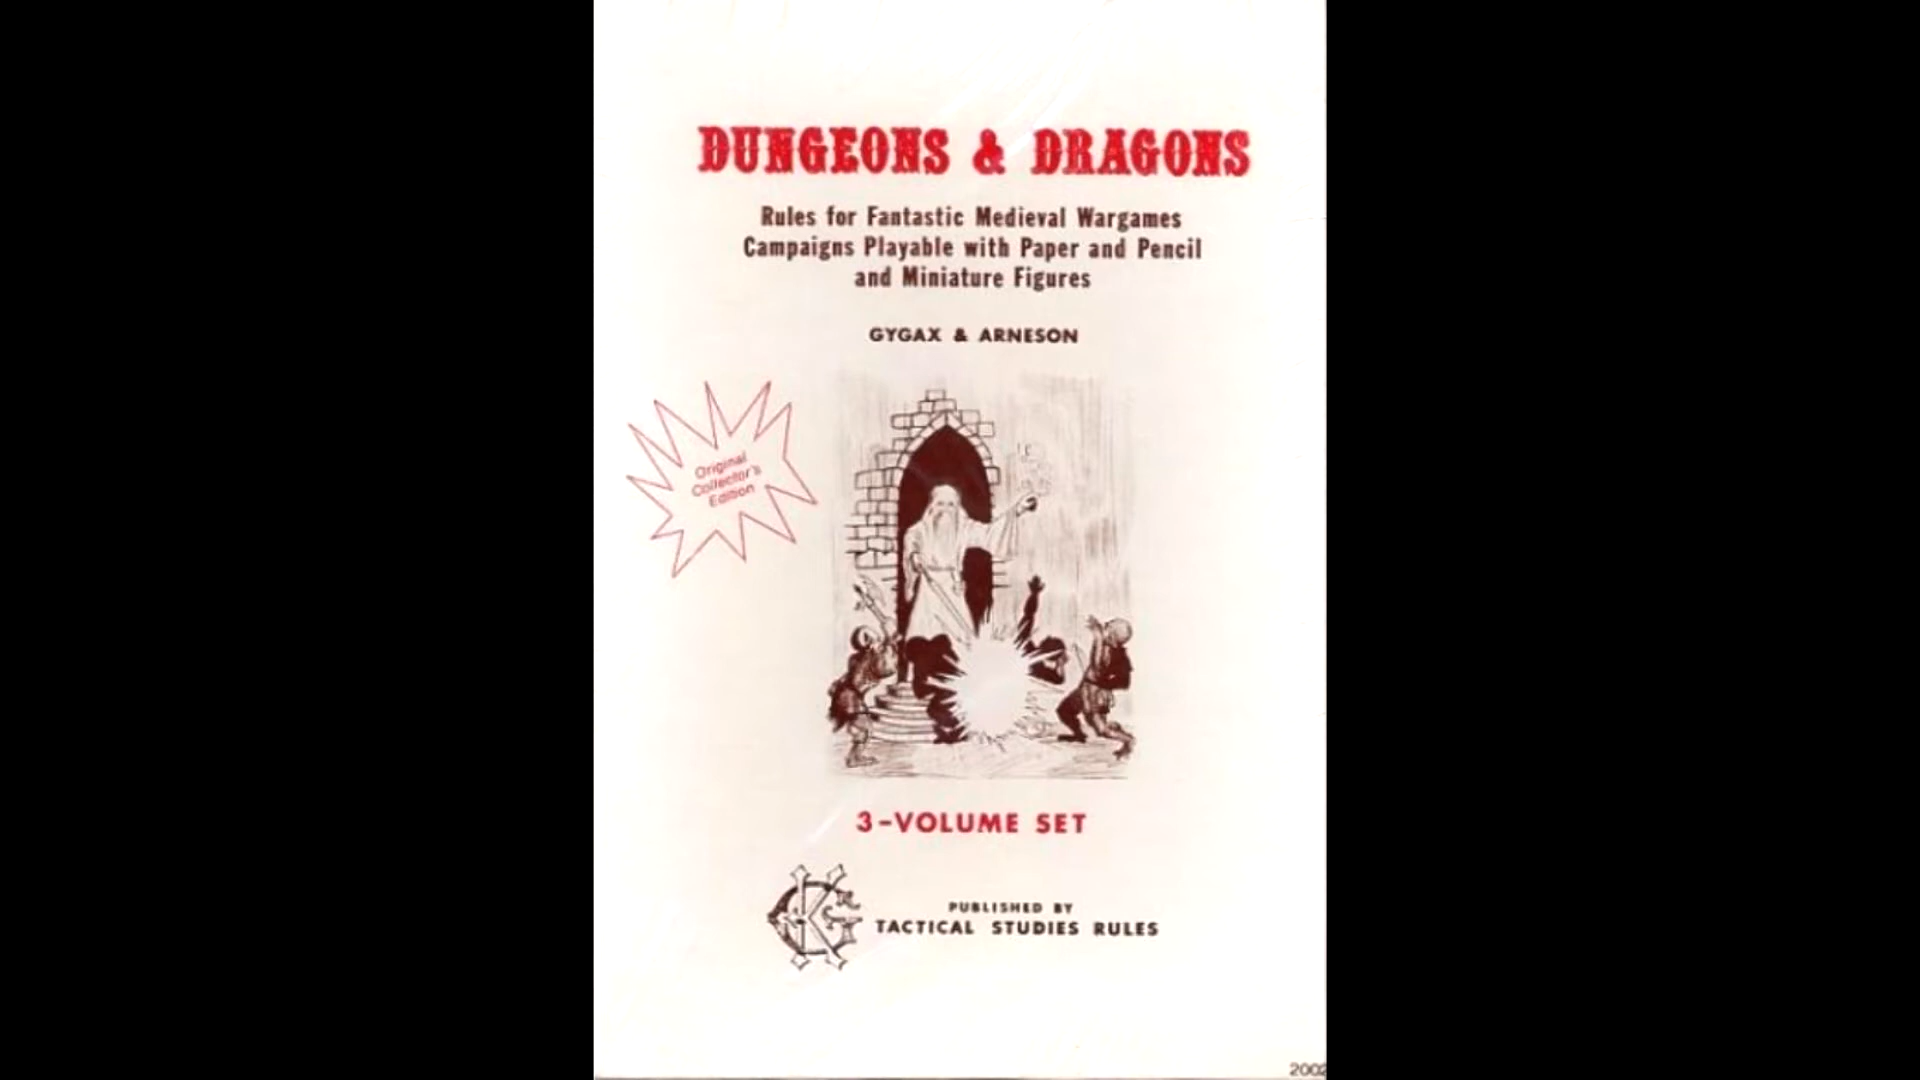 DUNGEONS & DRAGONS
Rules for Fantastic Medieval Wargames
Campaigns Playable with Paper and Pencil
and Miniature Figures
GYGAX & ARNESON
Original
Collector's
Edition
3-VOLUME SET
PUBLISHED BY
TACTICAL STUDIES RULES
2002